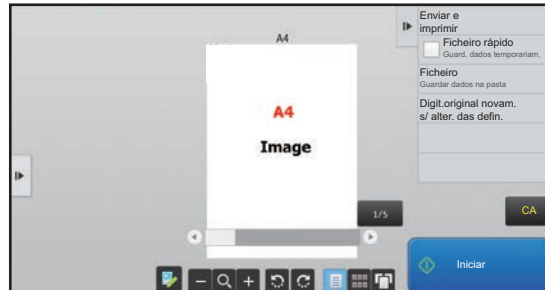 A4
A4
Image
1/5
Enviar e
imprimir
Ficheiro rápido
Guard. dados temporariam.
Ficheiro
Guardar dados na pasta
Digit.original novam.
s/ alter. das defin.
CA
Iniciar